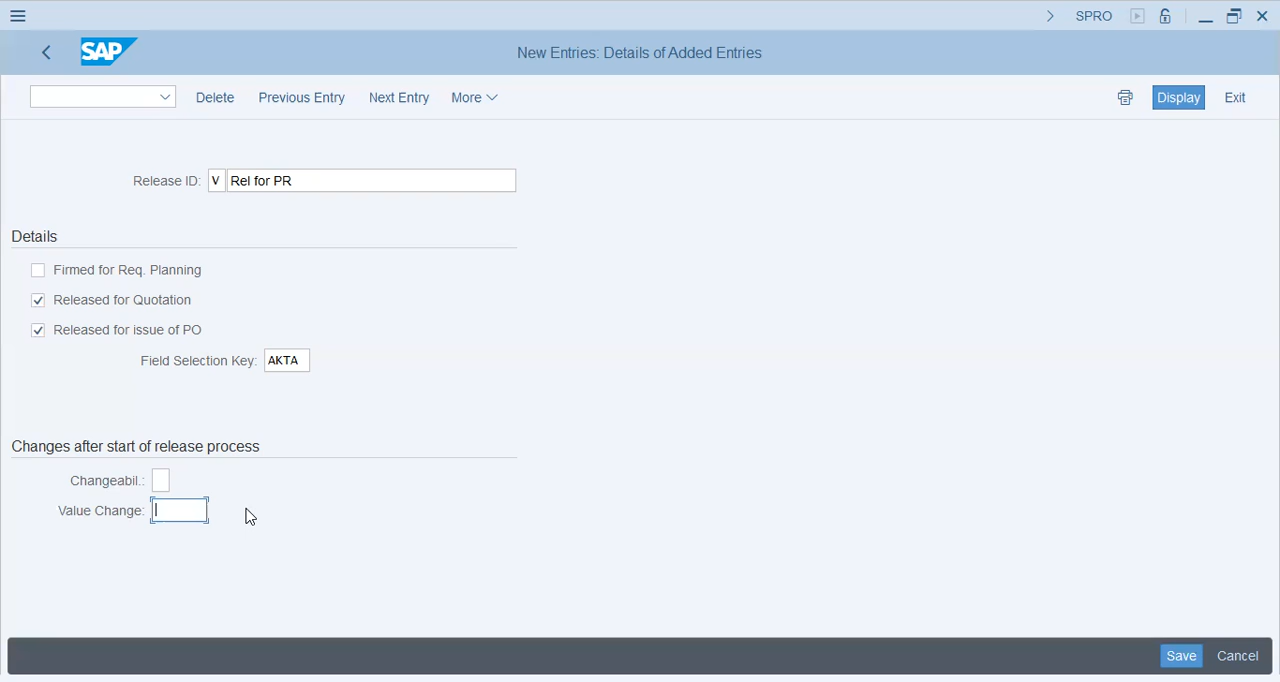 SPRO
SAP
New Entries: Details of Added Entries
Delete Previous Entry Next Entry More Display Exit
Release ID: V Rel for PR
Details
Firmed for Req. Planning
Released for Quotation
Released for issue of PO
Field Selection Key: AKTA
Changes after start of release process
Changeabil.:
Value Change:
Save Cancel